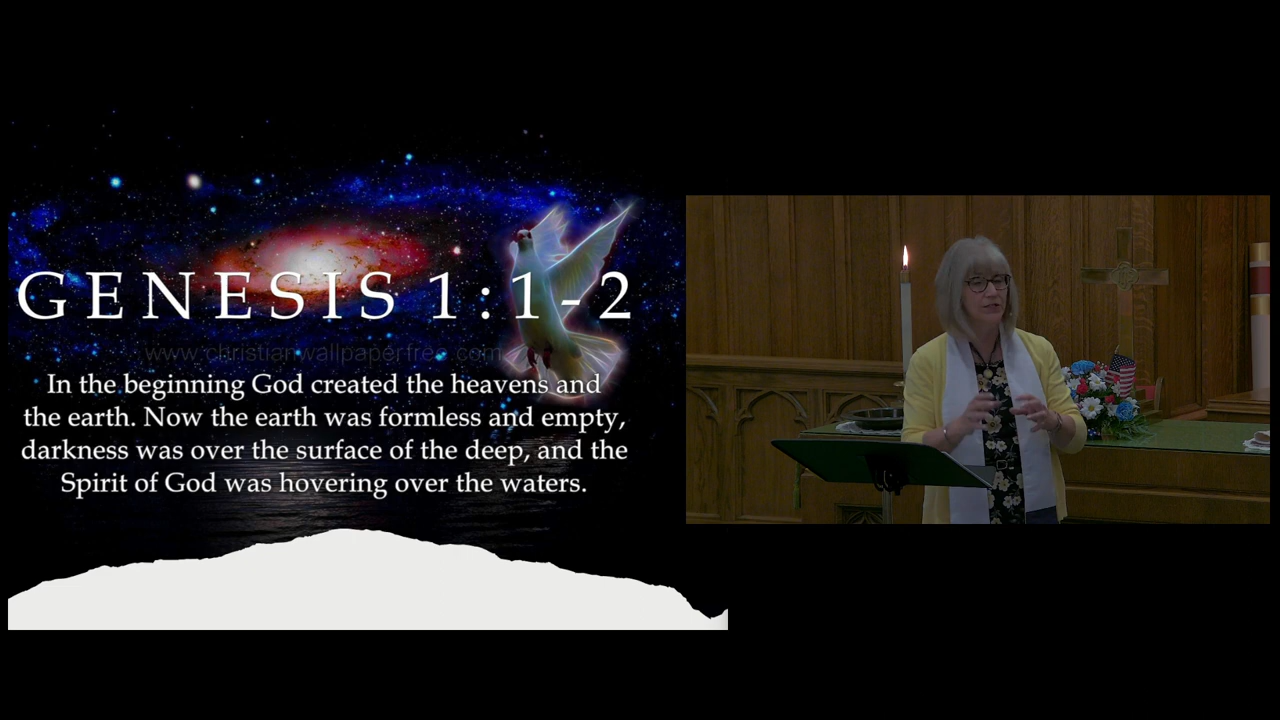 GENESIS 1:1-2
www.christianwallpaperfree.com
In the beginning God created the heavens and
the earth. Now the earth was formless and empty,
darkness was over the surface of the deep, and the
Spirit of God was hovering over the waters.